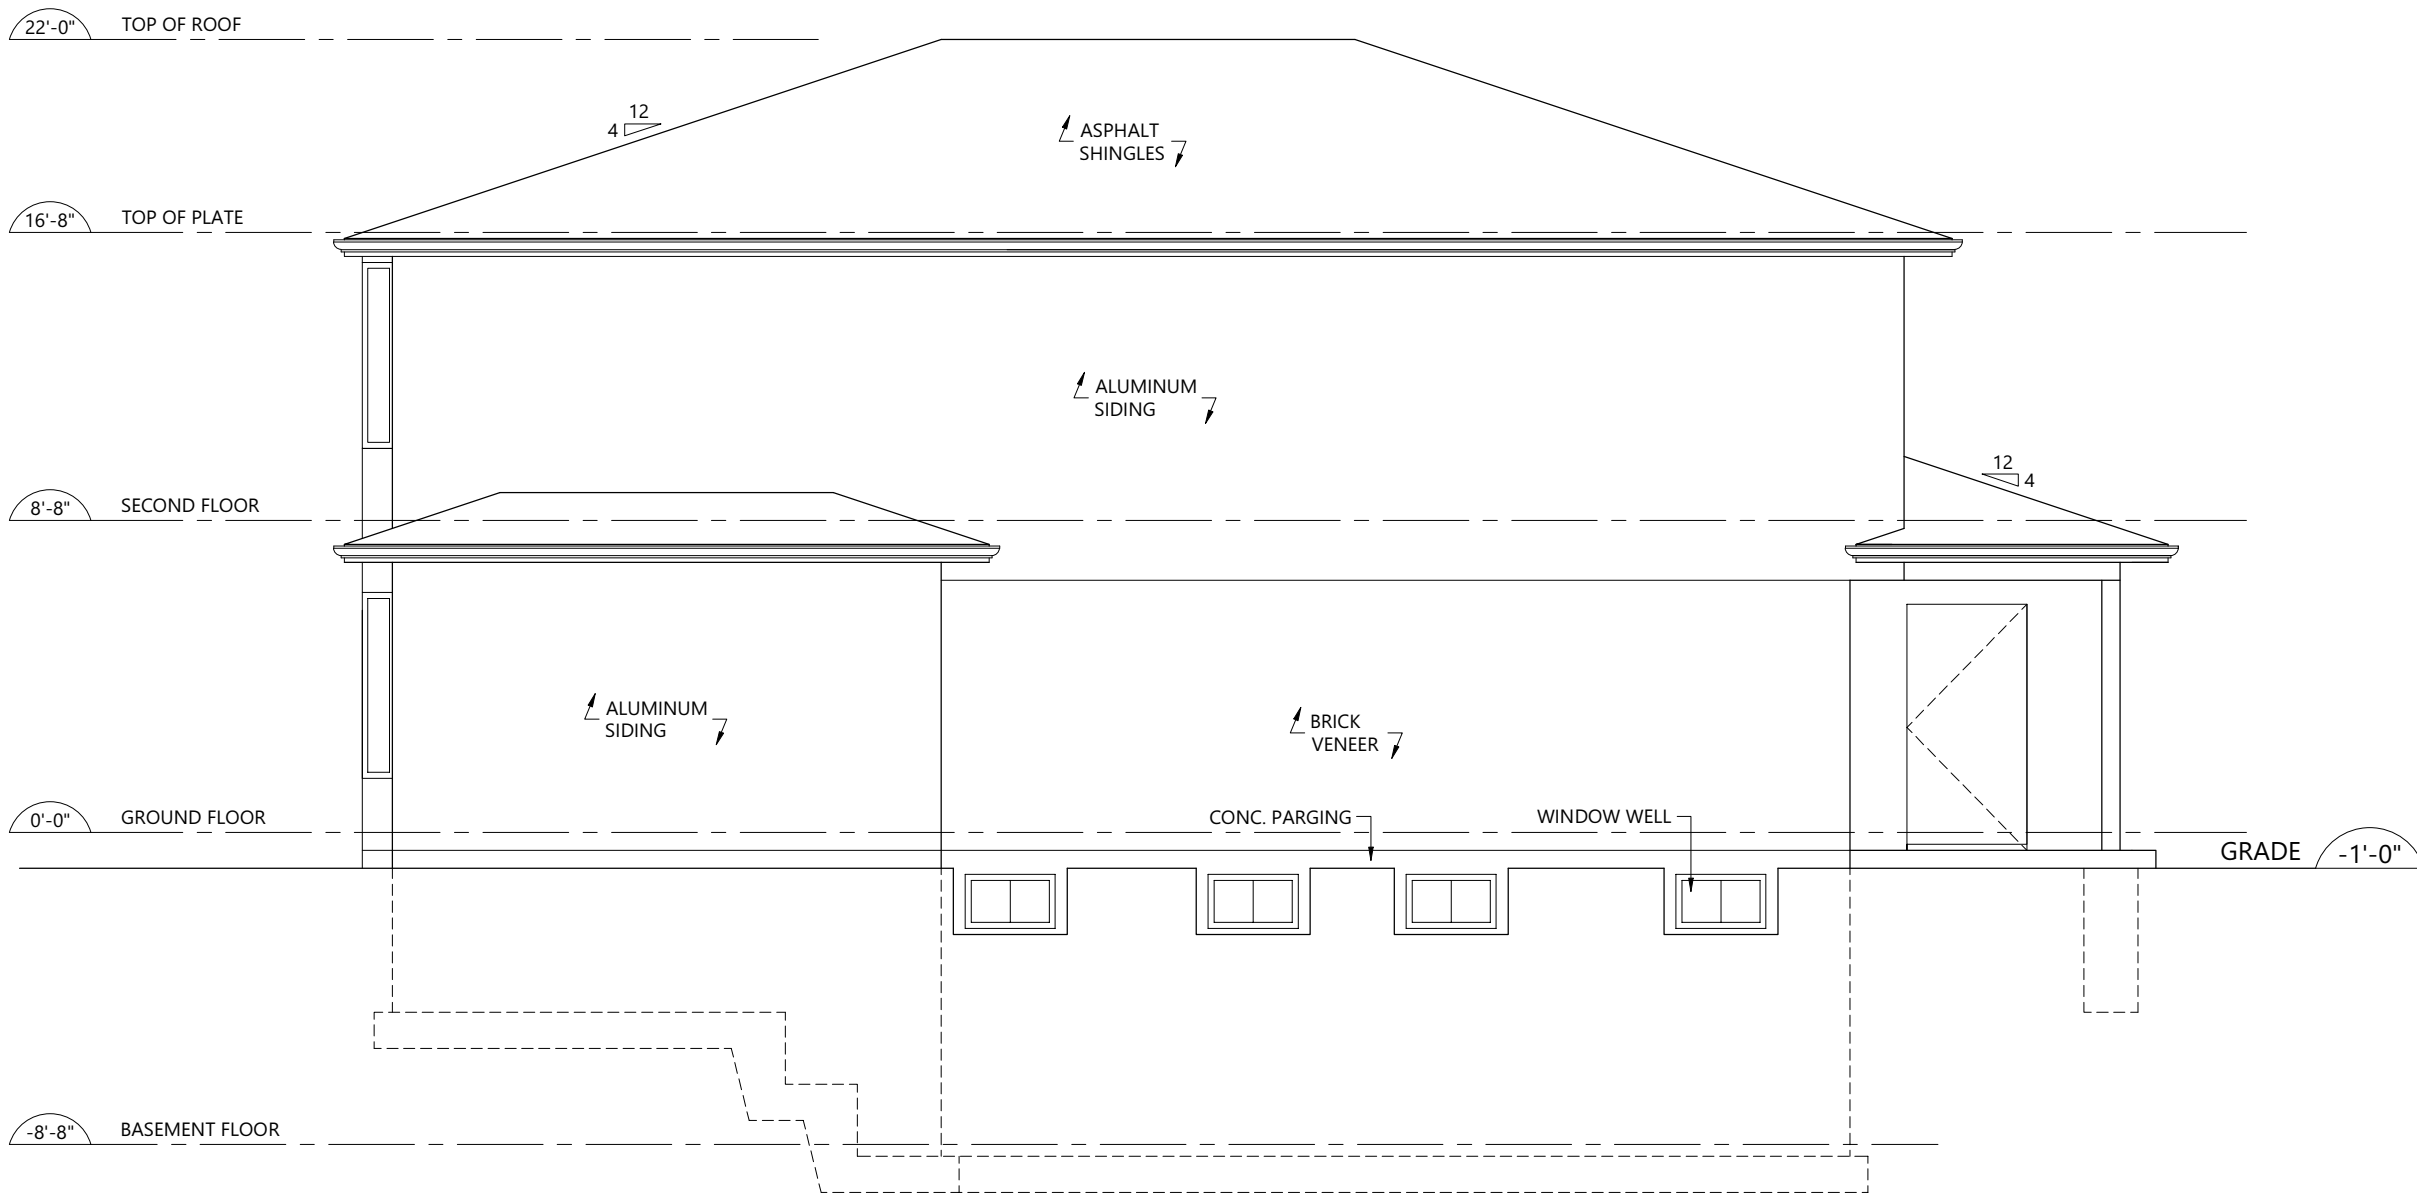 22'-0" TOP OF ROOF
12
4
ASPHALT
SHINGLES
16'-8" TOP OF PLATE
ALUMINUM
SIDING
12
4
8'-8" SECOND FLOOR
ALUMINUM
SIDING
BRICK
VENEER
0'-0" GROUND FLOOR
CONC. PARGING
WINDOW WELL
GRADE -1'-0"
-8'-8" BASEMENT FLOOR